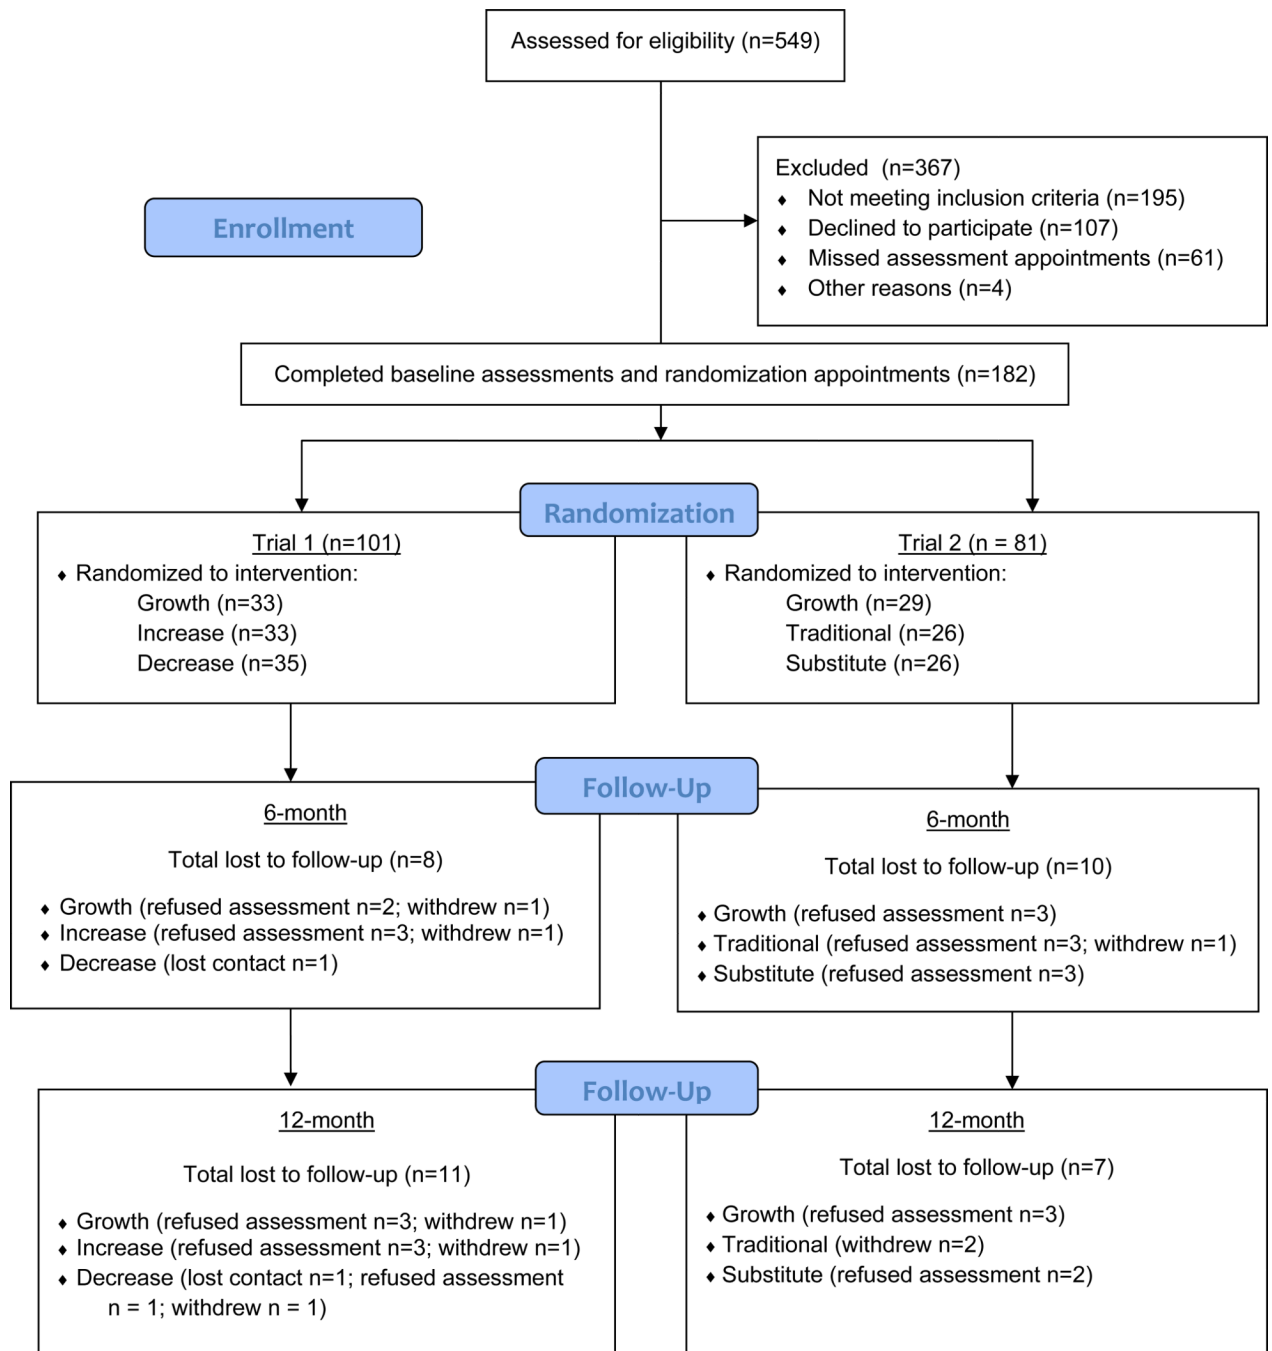 Assessed for eligibility (n=549)
Excluded  (n=367)
♦ Not meeting inclusion criteria (n=195)
♦ Declined to participate (n=107)
♦ Missed assessment appointments (n=61)
♦ Other reasons (n=4)
Enrollment
Completed baseline assessments and randomization appointments (n=182)
Randomization
Trial 1 (n=101)
♦ Randomized to intervention:
Growth (n=33)
Increase (n=33)
Decrease (n=35)
Trial 2 (n = 81)
♦ Randomized to intervention:
Growth (n=29)
Traditional (n=26)
Substitute (n=26)
Follow-Up
6-month
Total lost to follow-up (n=8)
♦ Growth (refused assessment n=2; withdrew n=1)
♦ Increase (refused assessment n=3; withdrew n=1)
♦ Decrease (lost contact n=1)
6-month
Total lost to follow-up (n=10)
♦ Growth (refused assessment n=3)
♦ Traditional (refused assessment n=3; withdrew n=1)
♦ Substitute (refused assessment n=3)
Follow-Up
12-month
Total lost to follow-up (n=11)
♦ Growth (refused assessment n=3; withdrew n=1)
♦ Increase (refused assessment n=3; withdrew n=1)
♦ Decrease (lost contact n=1; refused assessment
n = 1; withdrew n = 1)
12-month
Total lost to follow-up (n=7)
♦ Growth (refused assessment n=3)
♦ Traditional (withdrew n=2)
♦ Substitute (refused assessment n=2)